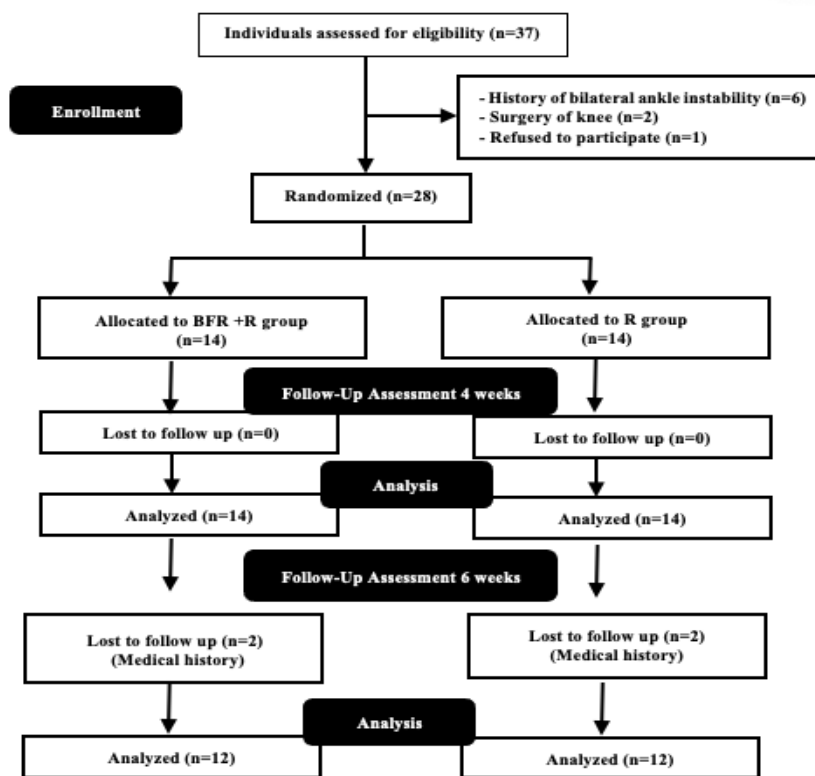 Individuals assessed for eligibility (n=37)
Enrollment
- History of bilateral ankle instability (n=6)
- Surgery of knee (n=2)
- Refused to participate (n=1)
Randomized (n=28)
Allocated to BFR +R group
(n=14)
Allocated to R group
(n=14)
Follow-Up Assessment 4 weeks
Lost to follow up (n=0)
Lost to follow up (n=0)
Analysis
Analyzed (n=14)
Analyzed (n=14)
Follow-Up Assessment 6 weeks
Lost to follow up (n=2)
(Medical history)
Lost to follow up (n=2)
(Medical history)
Analysis
Analyzed (n=12)
Analyzed (n=12)